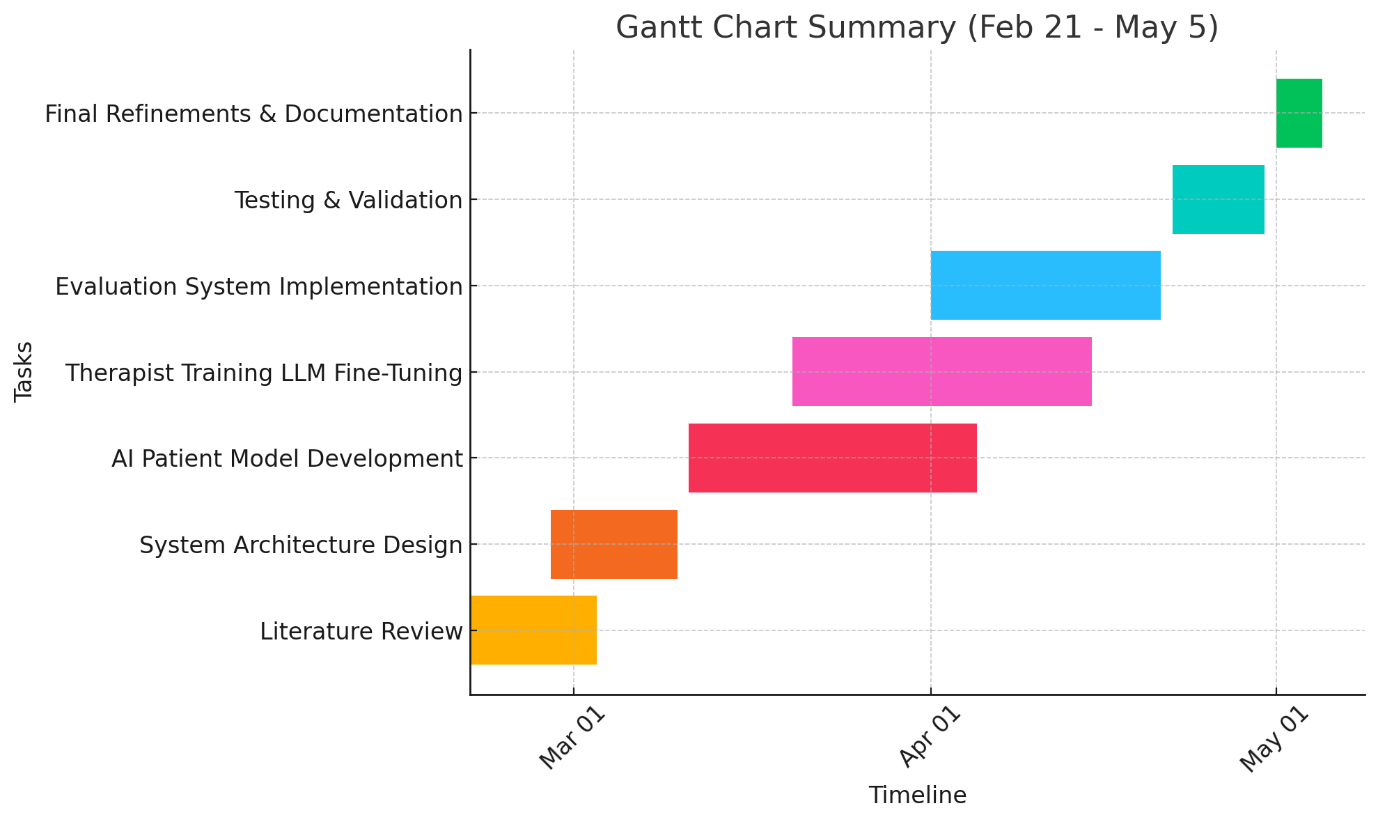 Gantt Chart Summary (Feb 21 - May 5)
Final Refinements & Documentation
Testing & Validation
Evaluation System Implementation
Therapist Training LLM Fine-Tuning
AI Patient Model Development
System Architecture Design
Literature Review
Tasks
Mar 01
Apr 01
May 01
Timeline